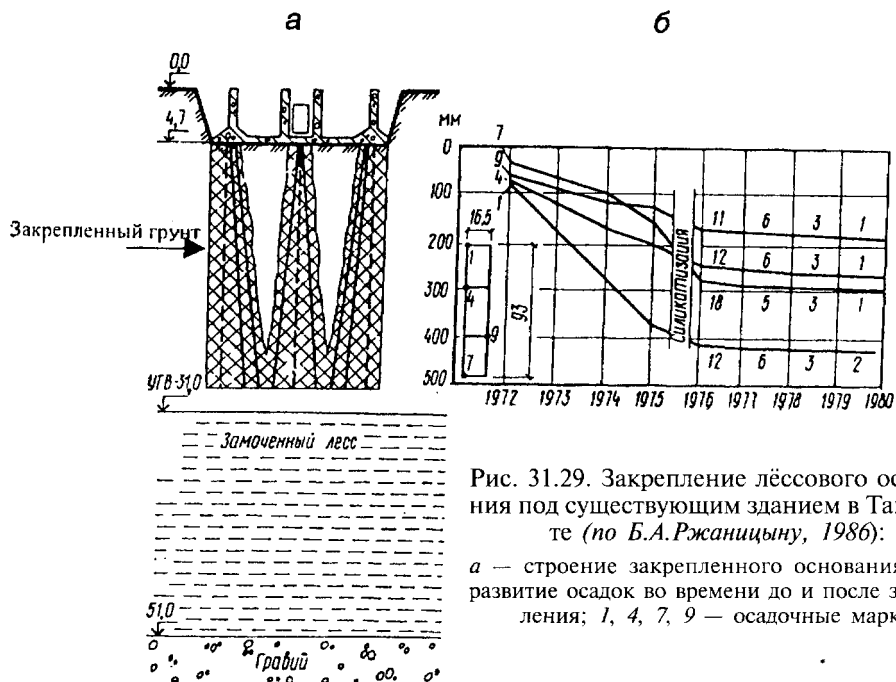 а
б
0,0
4,7
Закрепленный грунт
УГВ-31,0
Замоченный лесс
51,0
Гравий
мм
0
100
200
300
400
500
7
9
4
1
16,5
1
4
9
7
93
Силикатизация
11 6 3 1
12 6 3 1
18 5 3 1
12 6 3 2
1972 1973 1974 1975 1976 1977 1978 1979 1980
Рис. 31.29. Закрепление лёссового ос
ния под существующим зданием в Та
те (по Б.А.Ржаницыну, 1986):
а — строение закрепленного основания
развитие осадок во времени до и после з
ления; 1, 4, 7, 9 — осадочные марк